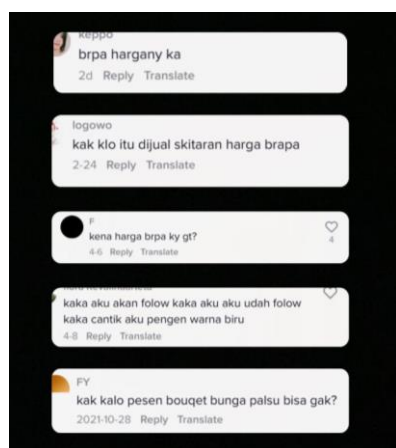 keppo
brpa hargany ka
2d Reply Translate
logowo
kak klo itu dijual skitaran harga brapa
2-24 Reply Translate
F
kena harga brpa ky gt?
4
4-6 Reply Translate
kaka aku akan folow kaka aku aku udah folow
kaka cantik aku pengen warna biru
4-8 Reply Translate
FY
kak kalo pesen bouqet bunga palsu bisa gak?
2021-10-28 Reply Translate